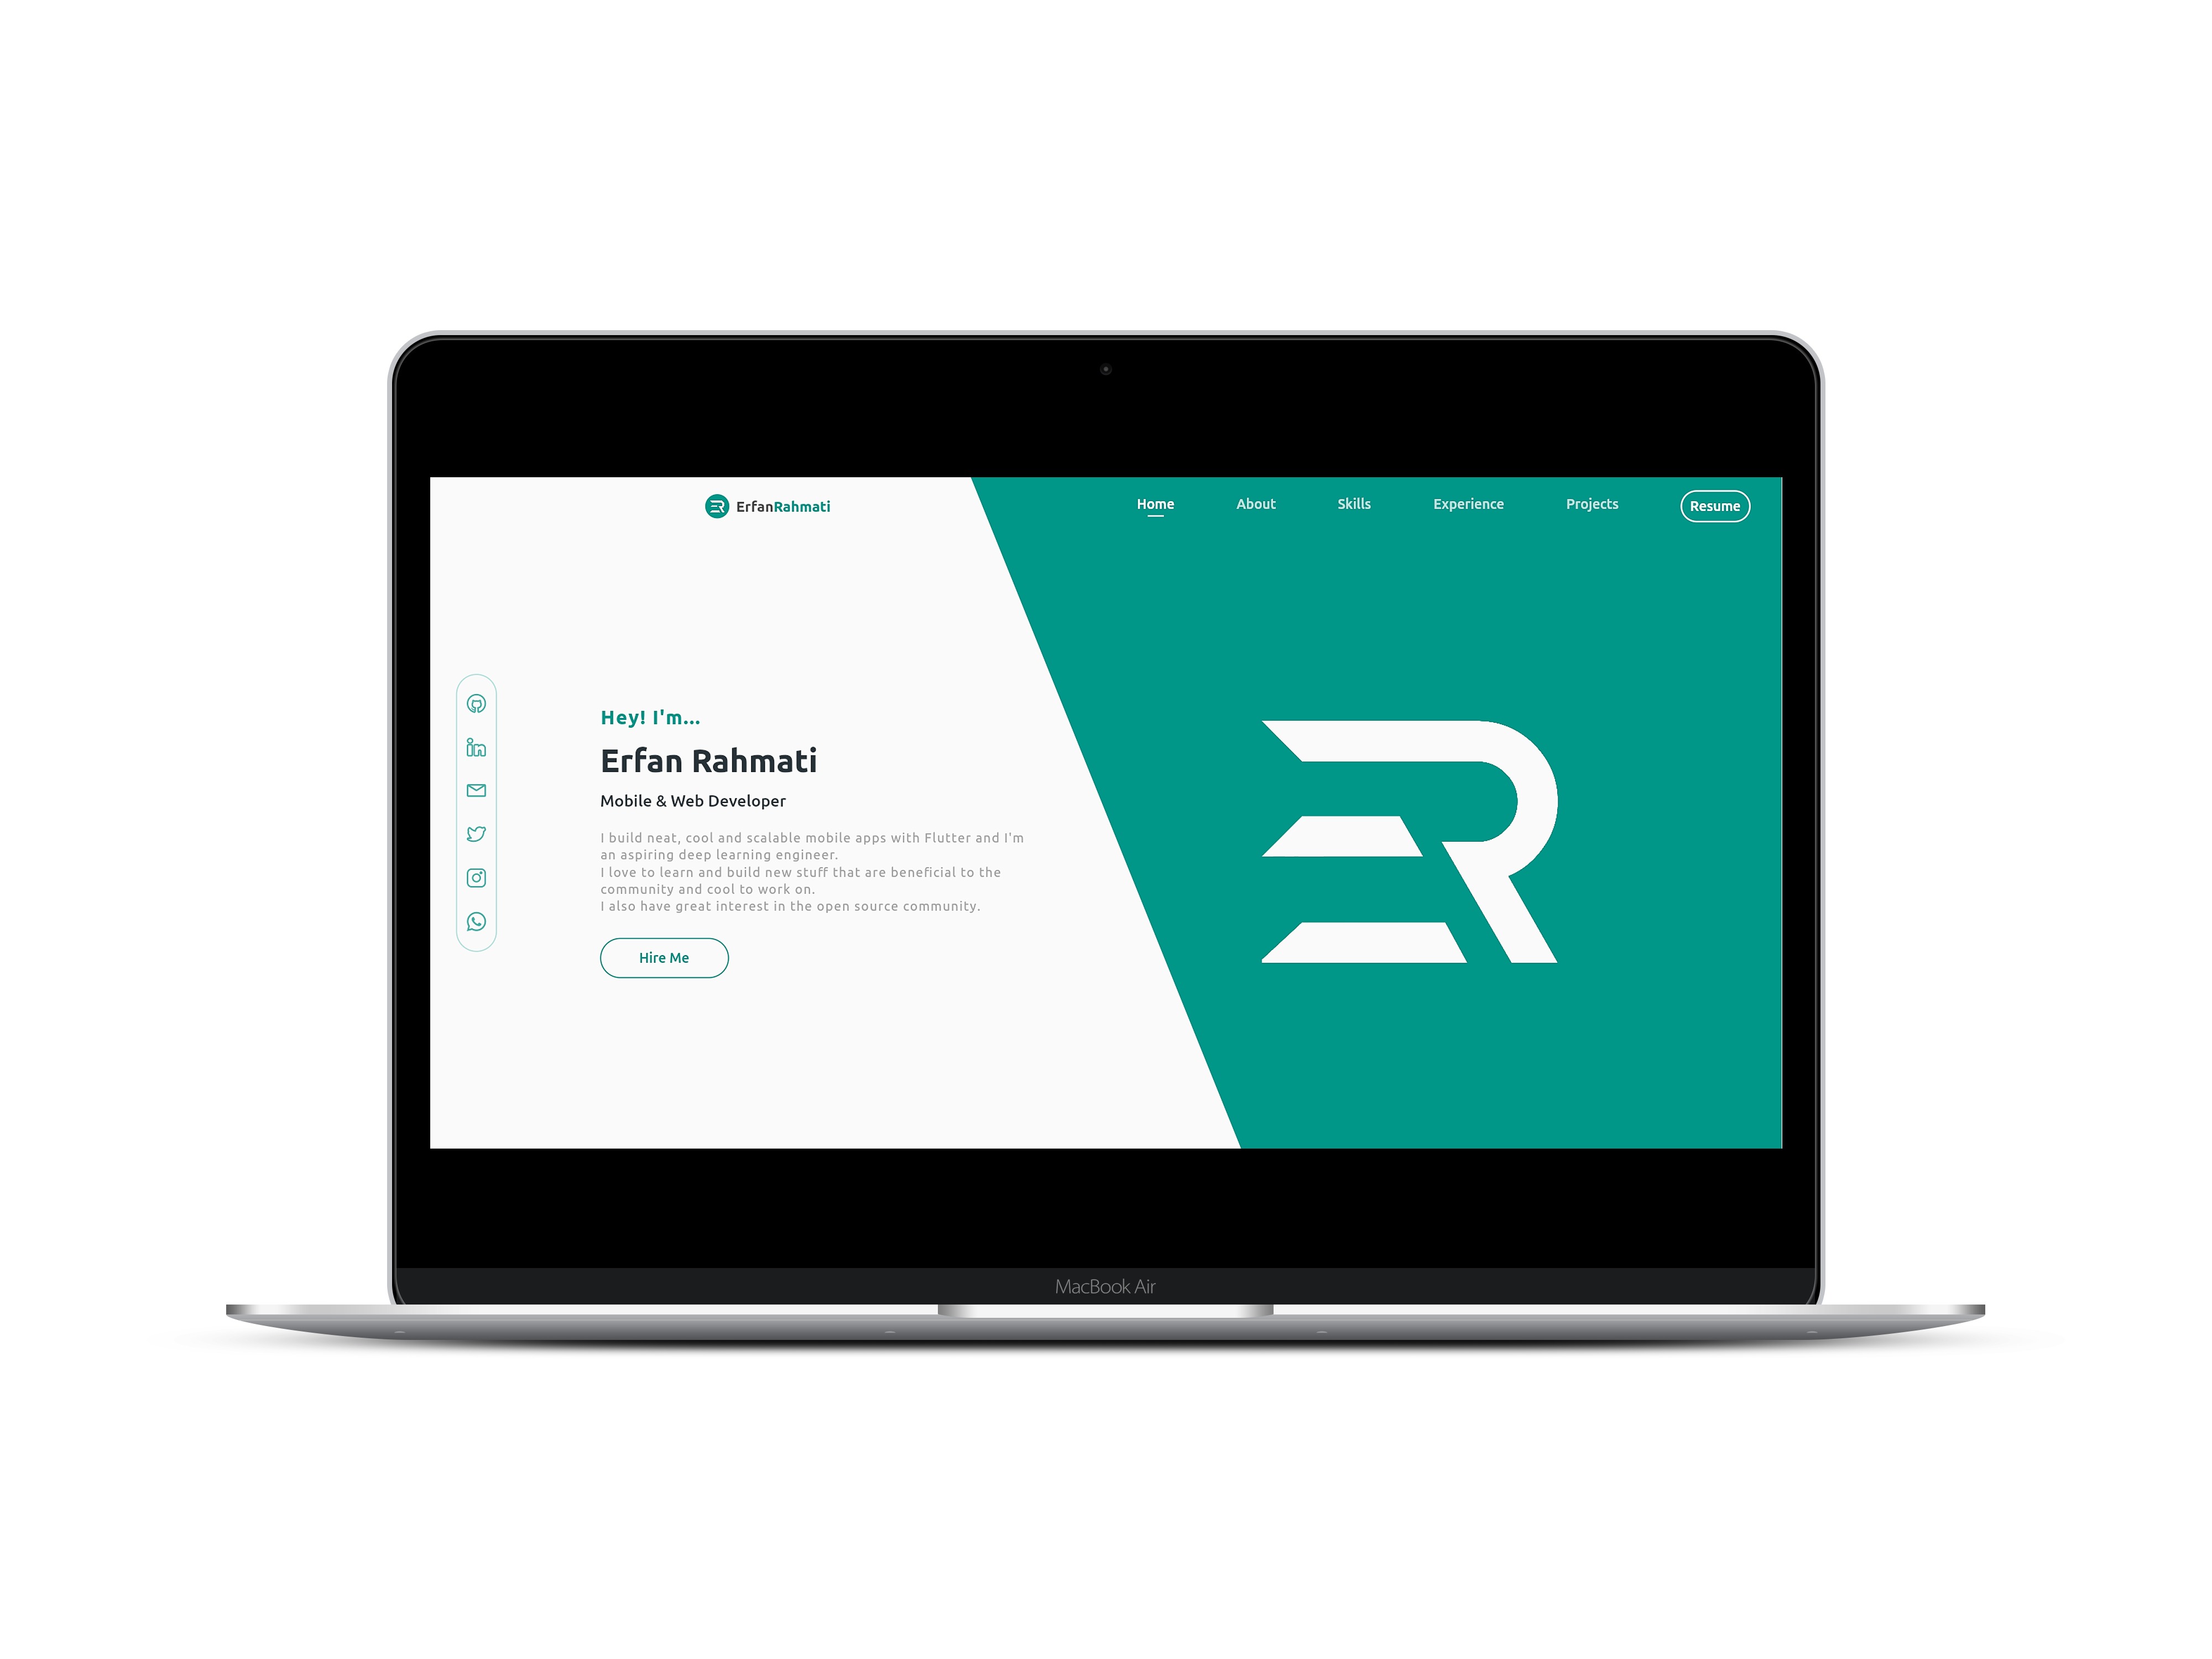 ErfanRahmati
Home About Skills Experience Projects Resume
Hey! I'm...
Erfan Rahmati
Mobile & Web Developer
I build neat, cool and scalable mobile apps with Flutter and I'm
an aspiring deep learning engineer.
I love to learn and build new stuff that are beneficial to the
community and cool to work on.
I also have great interest in the open source community.
Hire Me
ER
MacBook Air